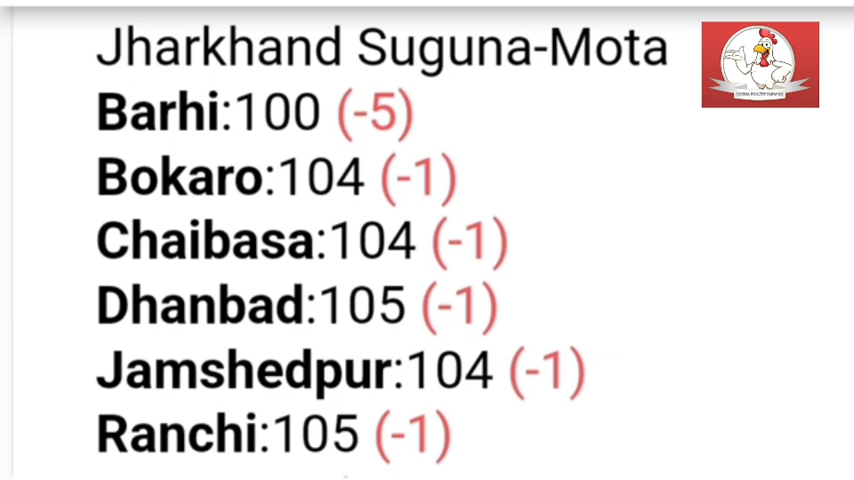 Jharkhand Suguna-Mota
Barhi:100 (-5)
Bokaro:104 (-1)
Chaibasa:104 (-1)
Dhanbad:105 (-1)
Jamshedpur:104 (-1)
Ranchi:105 (-1)